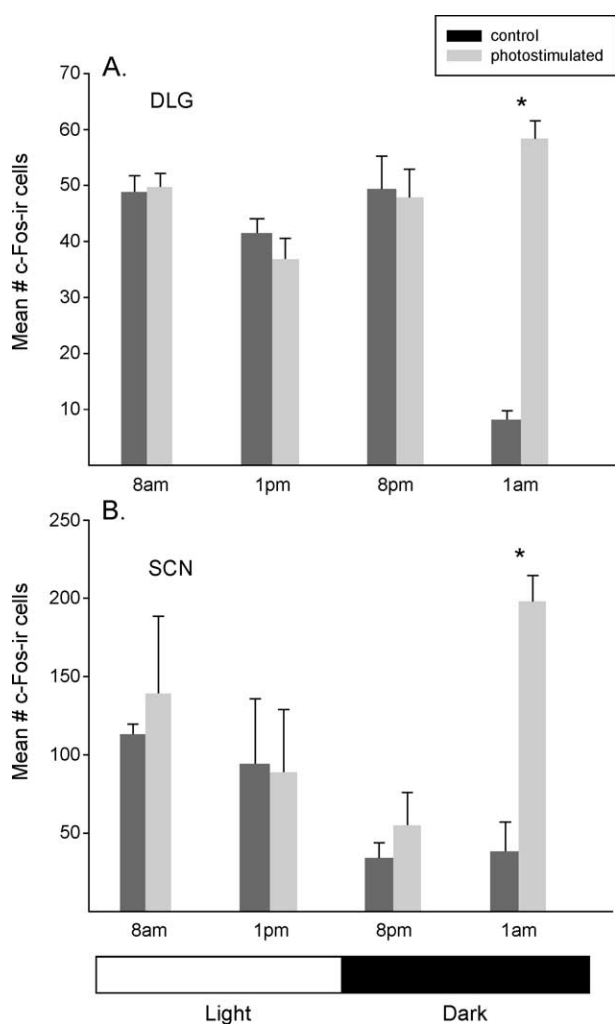 control
photostimulated
A.
DLG
*
Mean # c-Fos-ir cells
70
60
50
40
30
20
10
8am 1pm 8pm 1am
B.
SCN
*
Mean # c-Fos-ir cells
250
200
150
100
50
8am 1pm 8pm 1am
Light Dark